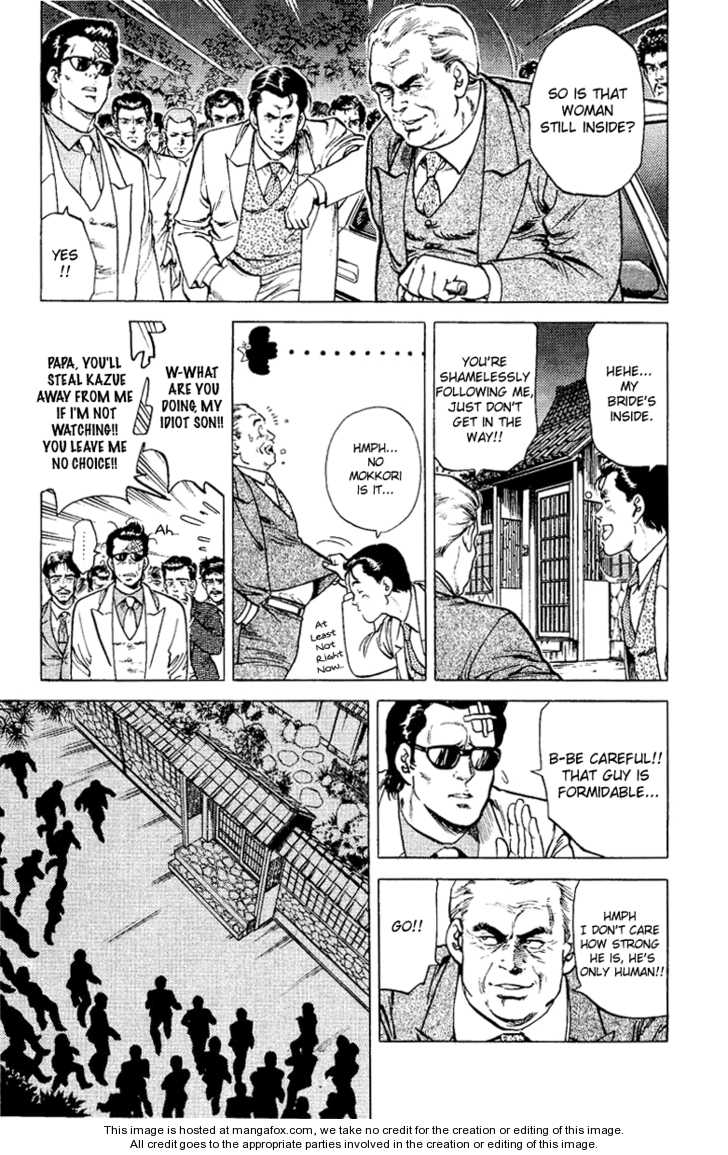 SO IS THAT
WOMAN
STILL INSIDE?
YES
!!
HEHE...
MY
BRIDE'S
INSIDE.
YOU'RE
SHAMELESSLY
FOLLOWING ME,
JUST DON'T
GET IN THE
WAY!!
HMPH...
NO
MOKKORI
IS IT...
At
Least
Not
Right
Now..
W-WHAT
ARE YOU
DOING, MY
IDIOT SON!!
PAPA, YOU'LL
STEAL KAZUE
AWAY FROM ME
IF I'M NOT
WATCHING!!
YOU LEAVE ME
NO CHOICE!!
Ah..
B-BE CAREFUL!!
THAT GUY IS
FORMIDABLE...
HMPH
I DON'T CARE
HOW STRONG
HE IS, HE'S
ONLY HUMAN!!
GO!!
This image is hosted at mangafox.com, we take no credit for the creation or editing of this image.
All credit goes to the appropriate parties involved in the creation or editing of this image.